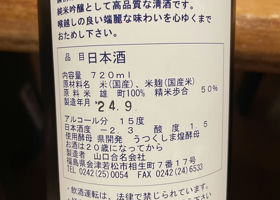 純米吟醸として高品質な清酒です。
喉越しの良い端麗な味わいを心ゆくまで
お楽しみ下さい。
品目 日本酒
内容量 720ml
原材料名 米(国産米)、米麹(国産米)
原料米 雄町100% 精米歩合 50%
製造年月 '24.9
アルコール分 15度
日本酒度 -2.3 酸度 1.5
使用酵母 県開発 うつくしま煌酵母
お酒は20歳になってから
製造者 山口合名会社
福島県会津若松市相生町7番17号
TEL 0242(25)0054 FAX 0242(24)6533
・飲酒運転は、法律で禁じられています。